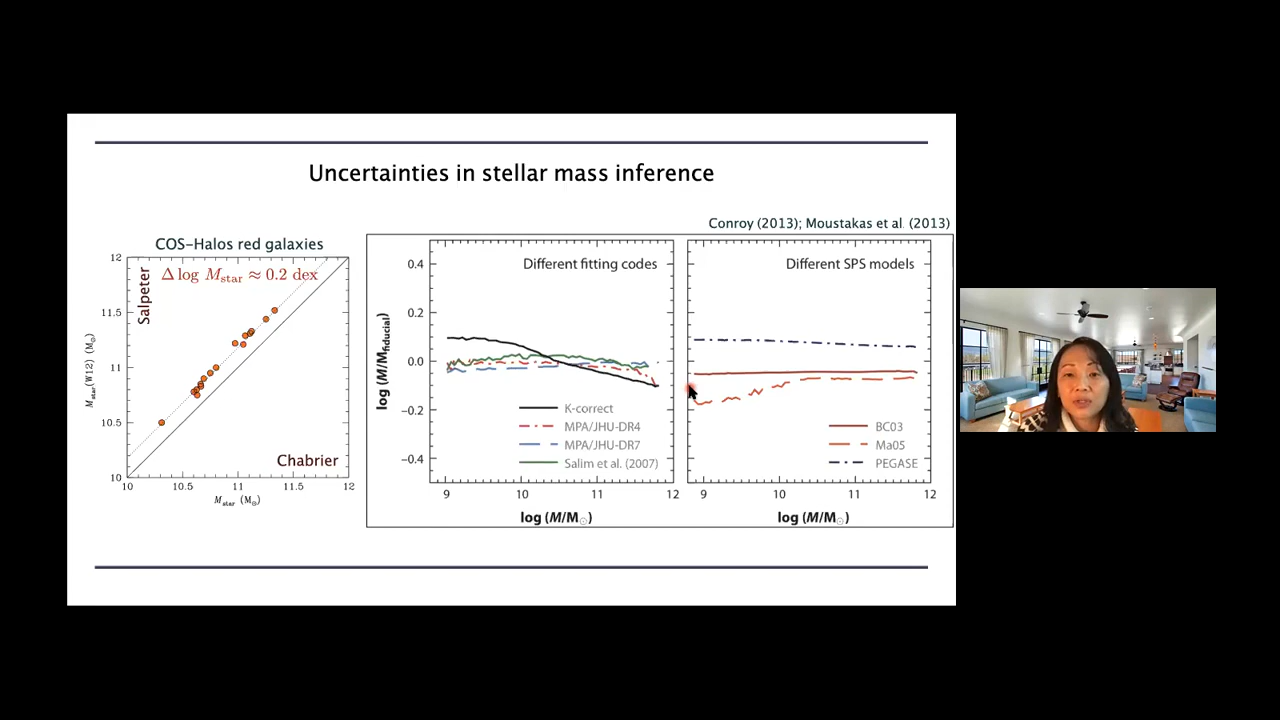 Uncertainties in stellar mass inference
Conroy (2013); Moustakas et al. (2013)
COS-Halos red galaxies
Δ log M_star ≈ 0.2 dex
Salpeter
Chabrier
12
11.5
11
10.5
10
M_star (W12) (M_⊙)
10 10.5 11 11.5 12
M_star (M_⊙)
Different fitting codes
0.4
0.2
0.0
−0.2
−0.4
log (M/M_fiducial)
K-correct
MPA/JHU-DR4
MPA/JHU-DR7
Salim et al. (2007)
9 10 11 12
log (M/M_⊙)
Different SPS models
BC03
Ma05
PEGASE
9 10 11 12
log (M/M_⊙)